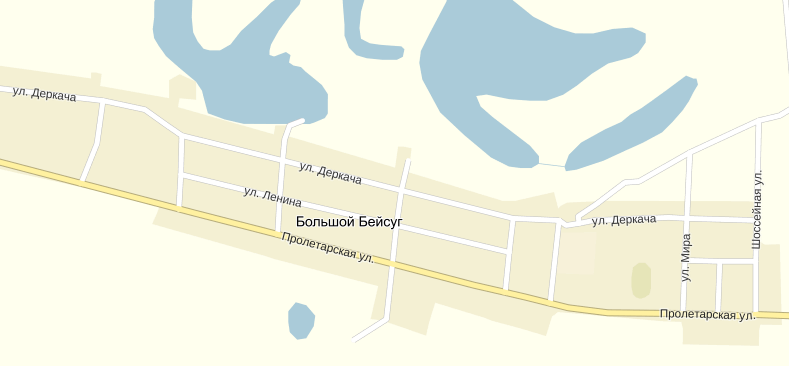 ул. Деркача
ул. Деркача
ул. Ленина
Большой Бейсуг
Пролетарская ул.
ул. Деркача
ул. Мира
Шоссейная ул.
Пролетарская ул.